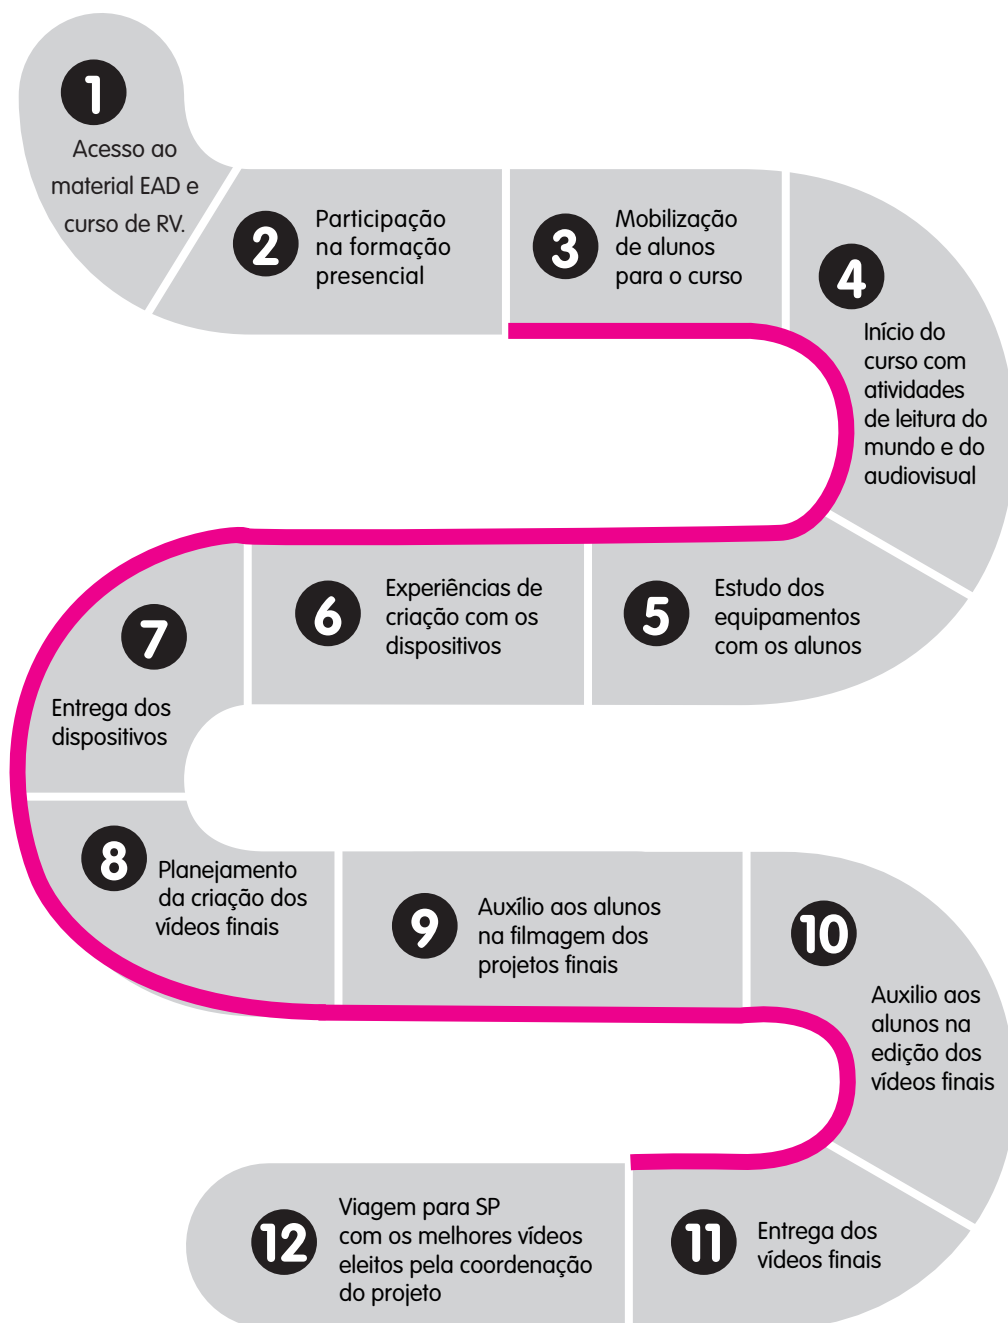 1
Acesso ao
material EAD e
curso de RV.
2
Participação
na formação
presencial
3
Mobilização
de alunos
para o curso
4
Início do
curso com
atividades
de leitura do
mundo e do
audiovisual
5
Estudo dos
equipamentos
com os alunos
6
Experiências de
criação com os
dispositivos
7
Entrega dos
dispositivos
8
Planejamento
da criação dos
vídeos finais
9
Auxílio aos alunos
na filmagem dos
projetos finais
10
Auxilio aos
alunos na
edição dos
vídeos finais
11
Entrega dos
vídeos finais
12
Viagem para SP
com os melhores vídeos
eleitos pela coordenação
do projeto